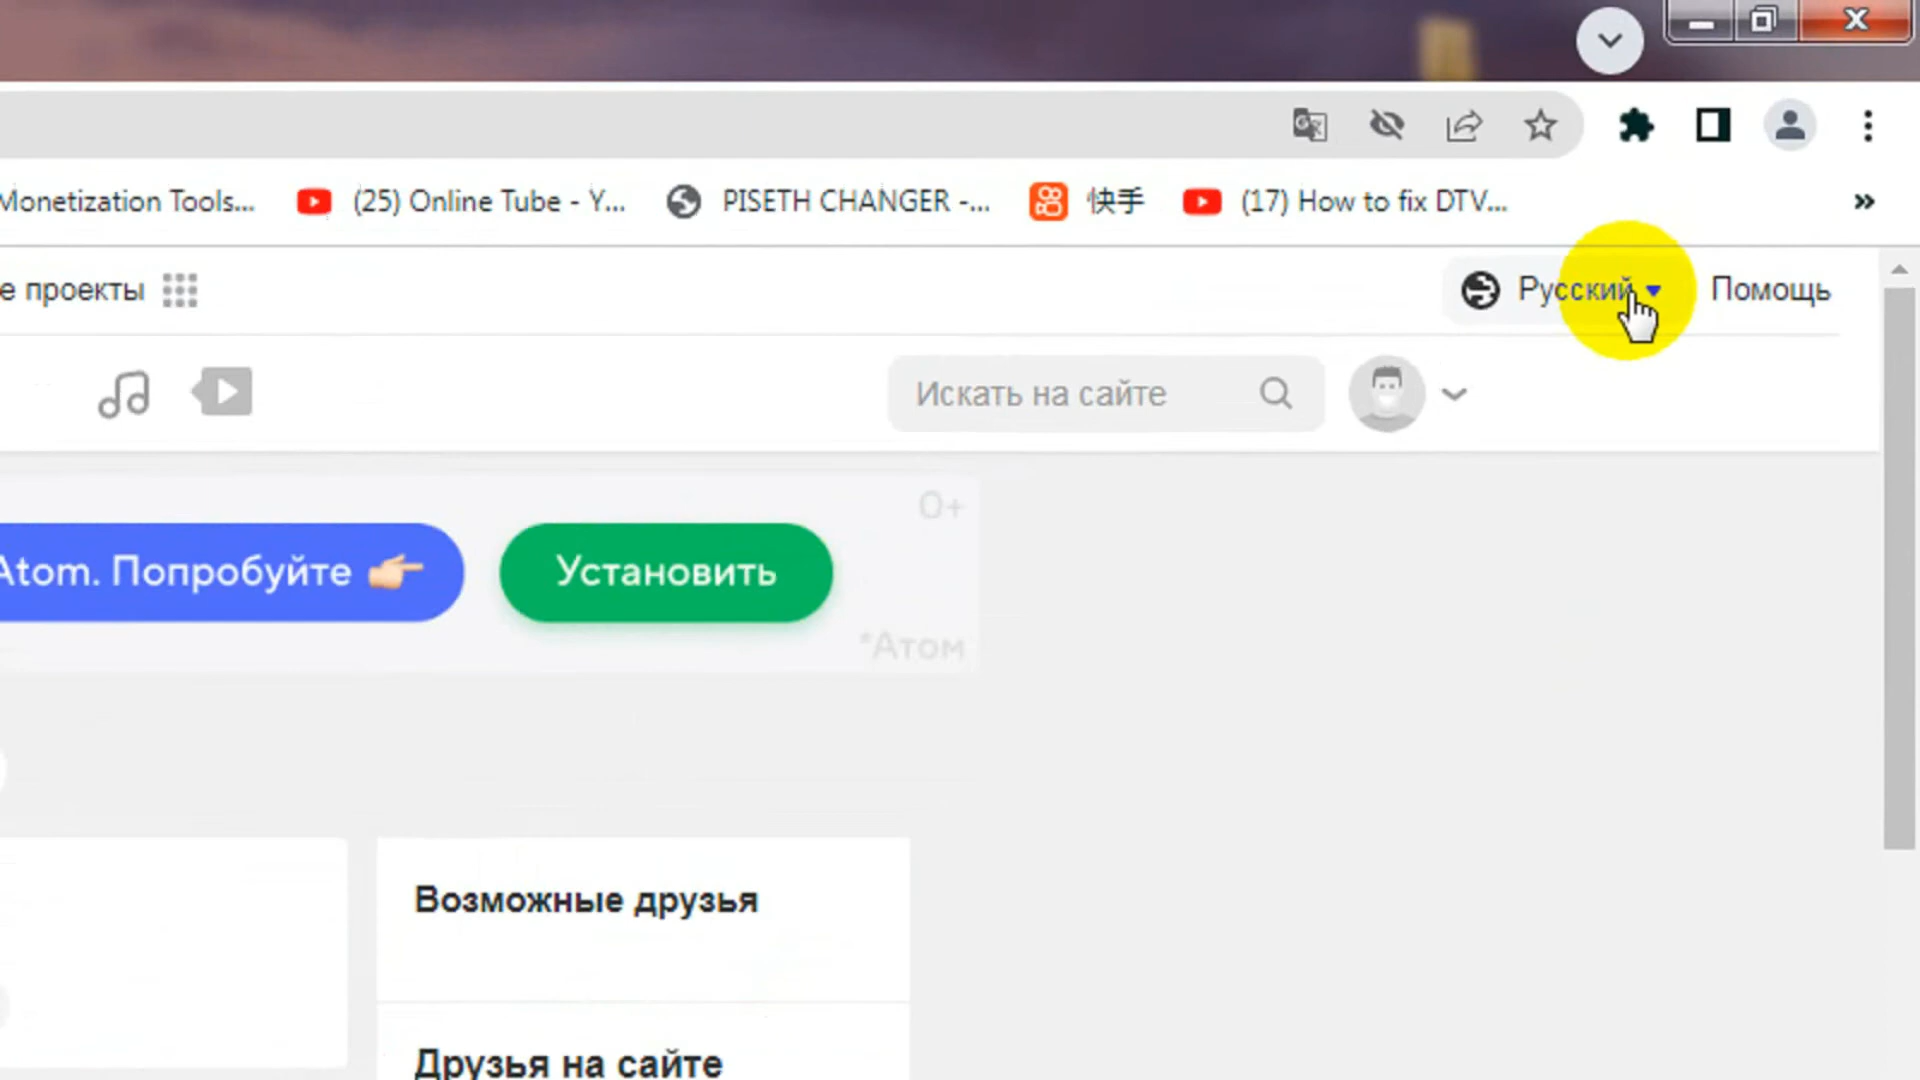 Monetization Tools...
(25) Online Tube - Y...
PISETH CHANGER -...
快手
(17) How to fix DTV...
е проекты
Русский
Помощь
Искать на сайте
0+
Atom. Попробуйте
Установить
*Атом
Возможные друзья
Друзья на сайте